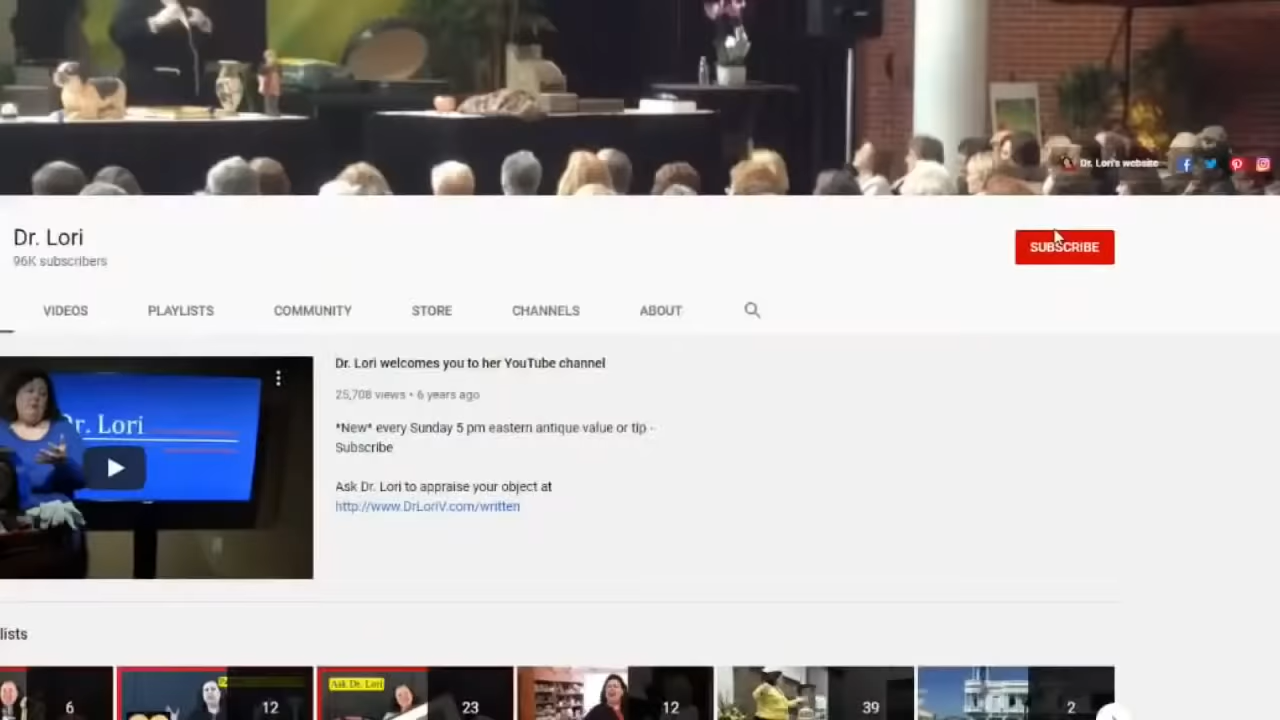 Dr. Lori's website
Dr. Lori
96K subscribers
SUBSCRIBE
VIDEOS PLAYLISTS COMMUNITY STORE CHANNELS ABOUT
Dr. Lori welcomes you to her YouTube channel
25,708 views • 6 years ago
*New* every Sunday 5 pm eastern antique value or tip -
Subscribe
Ask Dr. Lori to appraise your object at
http://www.DrLoriV.com/written
Dr. Lori
lists
Ask Dr. Lori
6 12 23 12 39 2